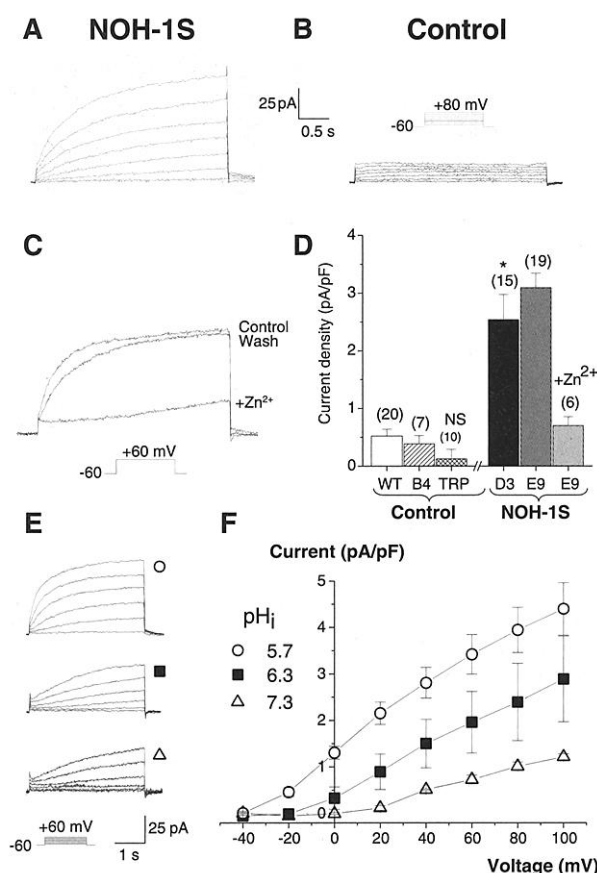 A NOH-1S
B Control
25 pA
0.5 s
+80 mV
-60
C
Control
Wash
+Zn²⁺
+60 mV
-60
D
Current density (pA/pF)
4
3
2
1
0
(20)
(7)
NS
(10)
*
(15)
(19)
+Zn²⁺
(6)
WT B4 TRP D3 E9 E9
Control NOH-1S
E
+60 mV
-60
25 pA
1 s
F
Current (pA/pF)
5
4
3
2
1
0
pHi
5.7
6.3
7.3
-40 -20 0 20 40 60 80 100
Voltage (mV)